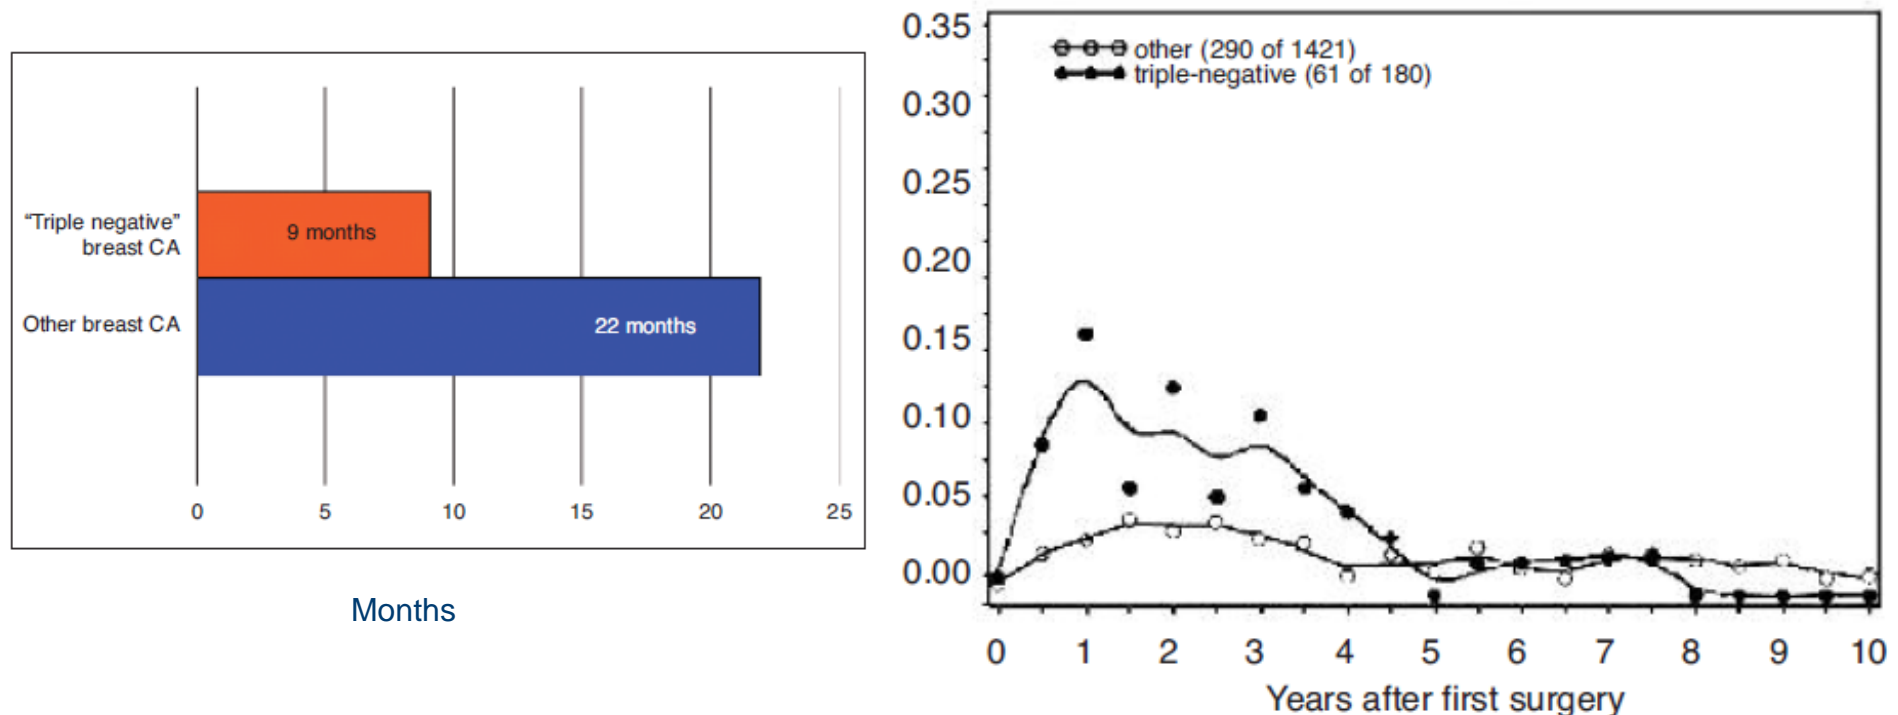 “Triple negative”
breast CA
9 months
Other breast CA
22 months
0 5 10 15 20 25
Months
0.35
other (290 of 1421)
triple-negative (61 of 180)
0.30
0.25
0.20
0.15
0.10
0.05
0.00
0 1 2 3 4 5 6 7 8 9 10
Years after first surgery